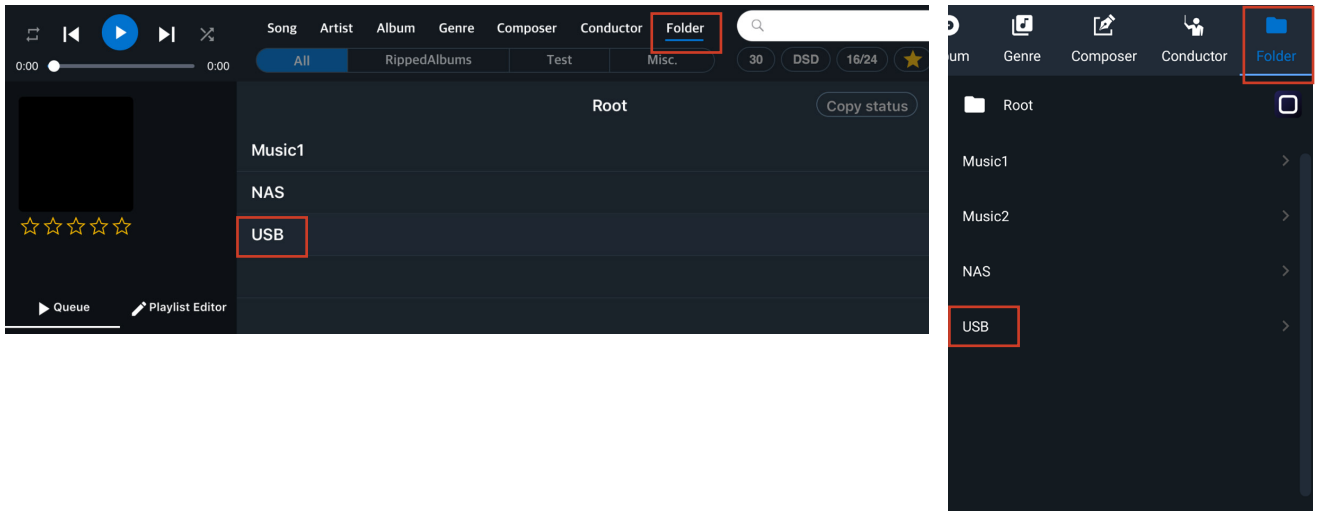 Song Artist Album Genre Composer Conductor Folder
0:00 0:00
All RippedAlbums Test Misc. 30 DSD 16/24
Root Copy status
Music1
NAS
USB
Queue Playlist Editor
um Genre Composer Conductor Folder
Root
Music1
Music2
NAS
USB